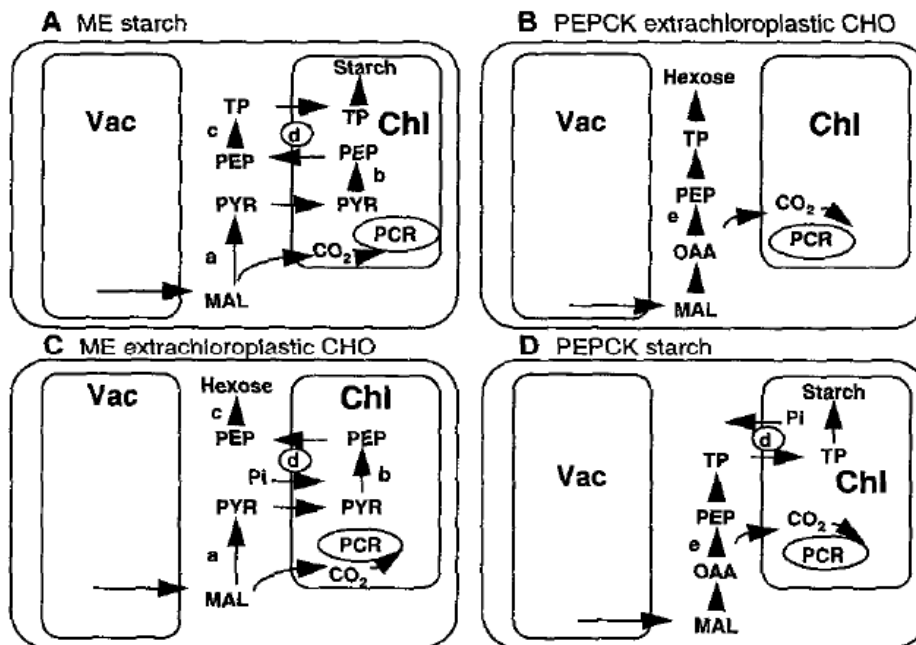 A ME starch
Vac
Chl
Starch
TP
TP
c
d
PEP
PEP
b
PYR
PYR
a
PCR
CO2
MAL
B PEPCK extrachloroplastic CHO
Vac
Chl
Hexose
TP
PEP
e
CO2
OAA
PCR
MAL
C ME extrachloroplastic CHO
Vac
Chl
Hexose
c
PEP
PEP
d
Pi
b
PYR
PYR
a
PCR
CO2
MAL
D PEPCK starch
Vac
Chl
Starch
Pi
d
TP
TP
PEP
CO2
e
OAA
PCR
MAL